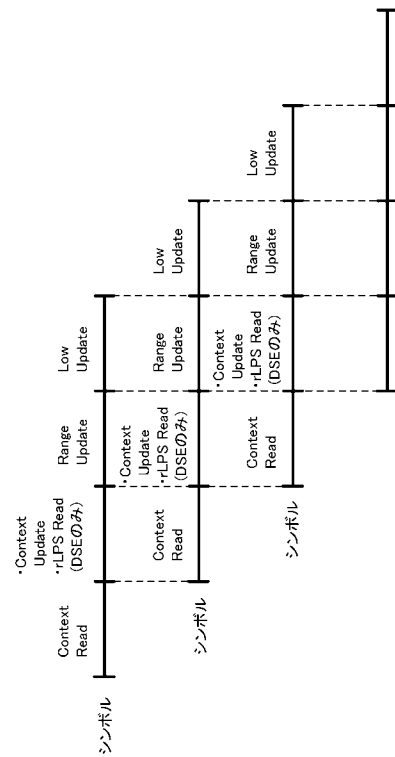 シンボル
Context
Read
・Context
Update
・rLPS Read
(DSEのみ)
Range
Update
Low
Update
シンボル
Context
Read
・Context
Update
・rLPS Read
(DSEのみ)
Range
Update
Low
Update
シンボル
Context
Read
・Context
Update
・rLPS Read
(DSEのみ)
Range
Update
Low
Update